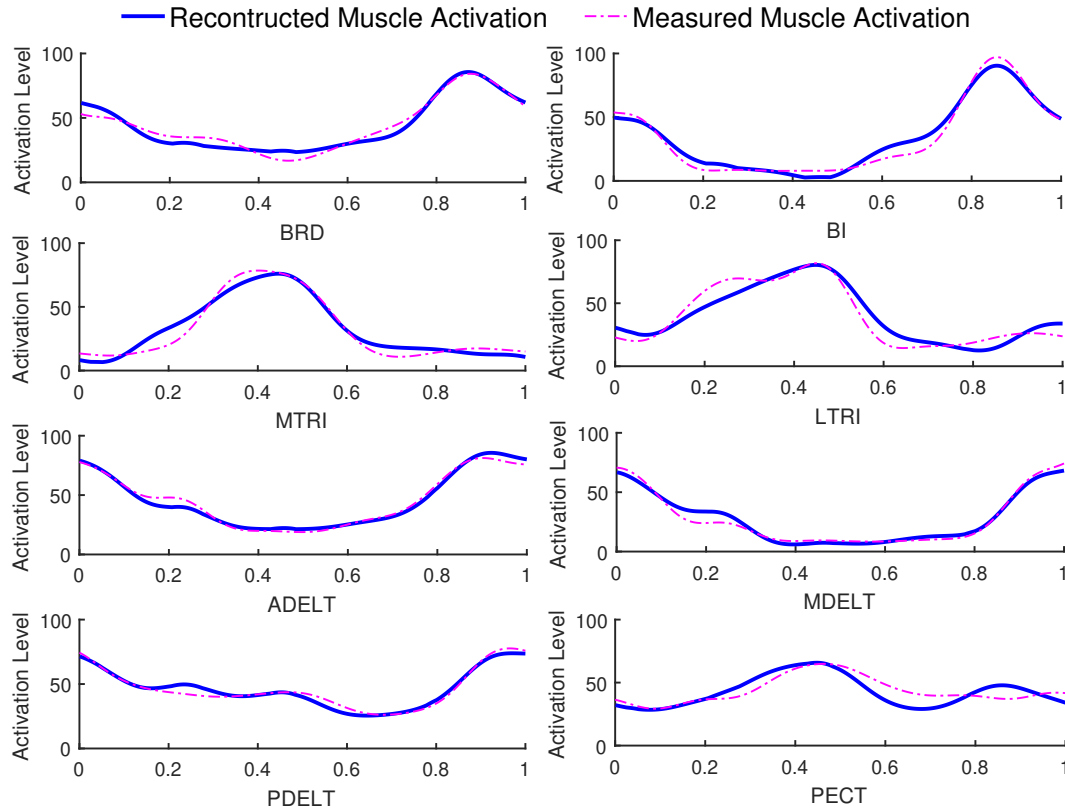 Recontructed Muscle Activation Measured Muscle Activation
100 50 0 Activation Level 0 0.2 0.4 0.6 0.8 1 BRD
100 50 0 Activation Level 0 0.2 0.4 0.6 0.8 1 BI
100 50 0 Activation Level 0 0.2 0.4 0.6 0.8 1 MTRI
100 50 0 Activation Level 0 0.2 0.4 0.6 0.8 1 LTRI
100 50 0 Activation Level 0 0.2 0.4 0.6 0.8 1 ADELT
100 50 0 Activation Level 0 0.2 0.4 0.6 0.8 1 MDELT
100 50 0 Activation Level 0 0.2 0.4 0.6 0.8 1 PDELT
100 50 0 Activation Level 0 0.2 0.4 0.6 0.8 1 PECT